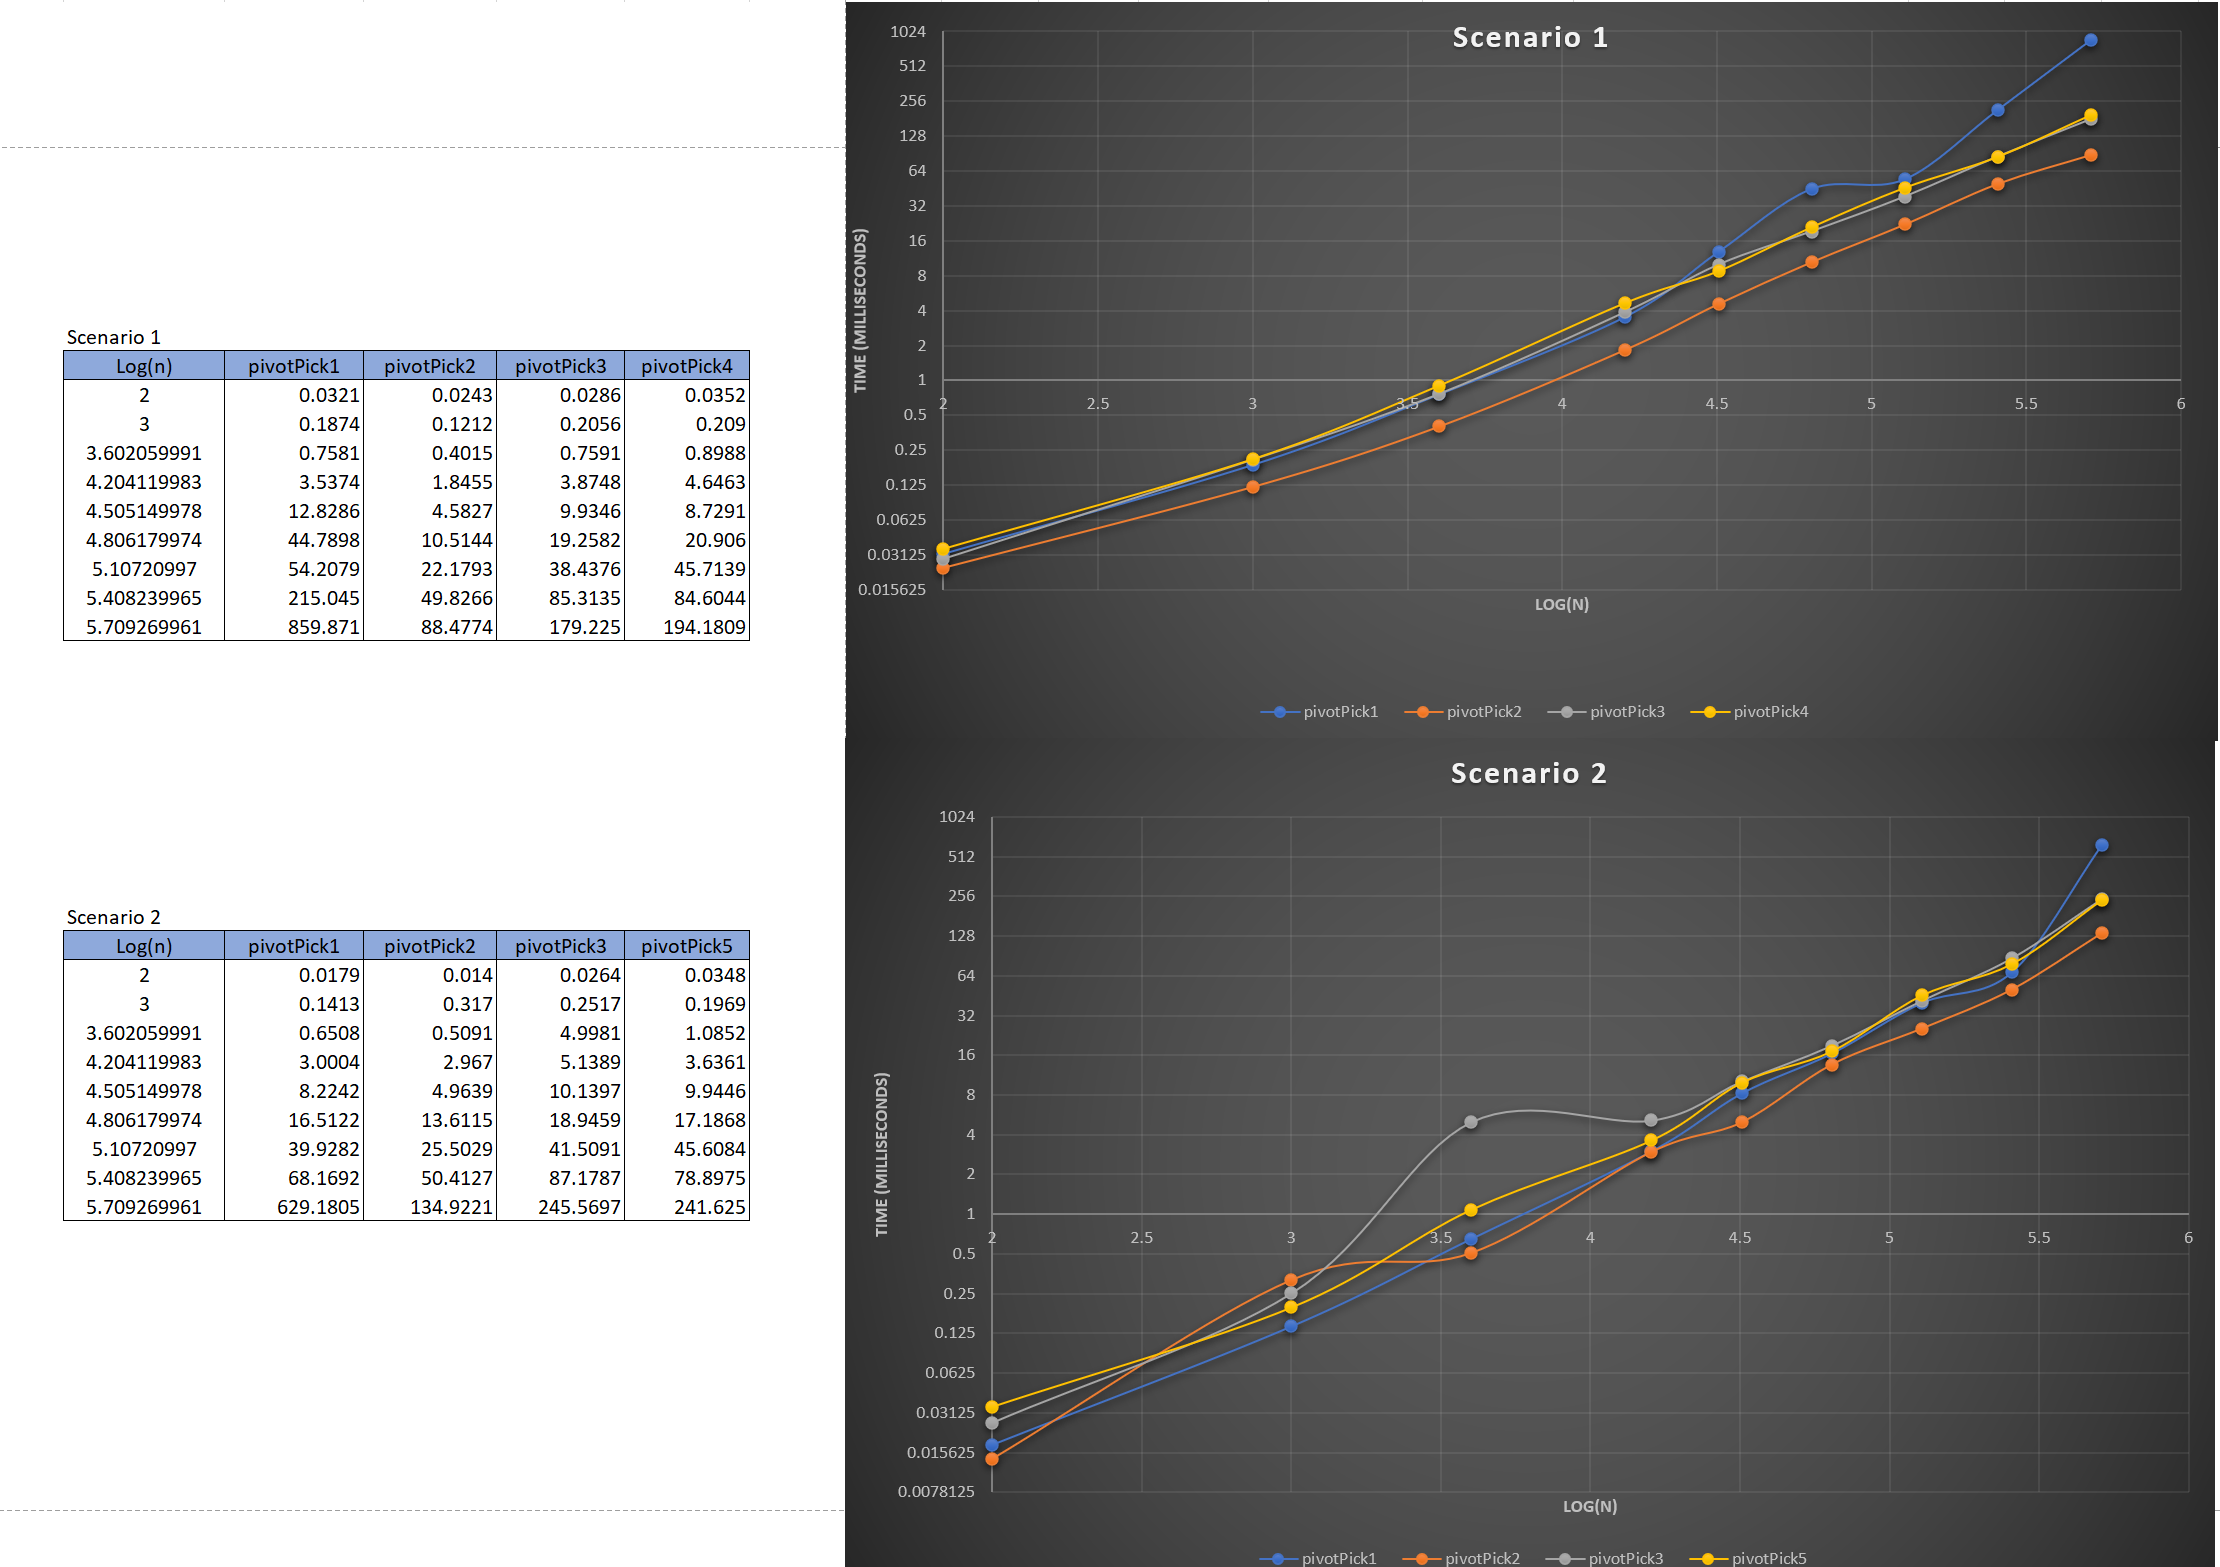 Scenario 1
Log(n) pivotPick1 pivotPick2 pivotPick3 pivotPick4
2 0.0321 0.0243 0.0286 0.0352
3 0.1874 0.1212 0.2056 0.209
3.602059991 0.7581 0.4015 0.7591 0.8988
4.204119983 3.5374 1.8455 3.8748 4.6463
4.505149978 12.8286 4.5827 9.9346 8.7291
4.806179974 44.7898 10.5144 19.2582 20.906
5.10720997 54.2079 22.1793 38.4376 45.7139
5.408239965 215.045 49.8266 85.3135 84.6044
5.709269961 859.871 88.4774 179.225 194.1809
Scenario 1
1024
512
256
128
64
32
16
8
4
2
1
0.5
0.25
0.125
0.0625
0.03125
0.015625
TIME (MILLISECONDS)
2 2.5 3 3.5 4 4.5 5 5.5 6
LOG(N)
pivotPick1 pivotPick2 pivotPick3 pivotPick4
Scenario 2
Log(n) pivotPick1 pivotPick2 pivotPick3 pivotPick5
2 0.0179 0.014 0.0264 0.0348
3 0.1413 0.317 0.2517 0.1969
3.602059991 0.6508 0.5091 4.9981 1.0852
4.204119983 3.0004 2.967 5.1389 3.6361
4.505149978 8.2242 4.9639 10.1397 9.9446
4.806179974 16.5122 13.6115 18.9459 17.1868
5.10720997 39.9282 25.5029 41.5091 45.6084
5.408239965 68.1692 50.4127 87.1787 78.8975
5.709269961 629.1805 134.9221 245.5697 241.625
Scenario 2
1024
512
256
128
64
32
16
8
4
2
1
0.5
0.25
0.125
0.0625
0.03125
0.015625
0.0078125
TIME (MILLISECONDS)
2 2.5 3 3.5 4 4.5 5 5.5 6
LOG(N)
pivotPick1 pivotPick2 pivotPick3 pivotPick5